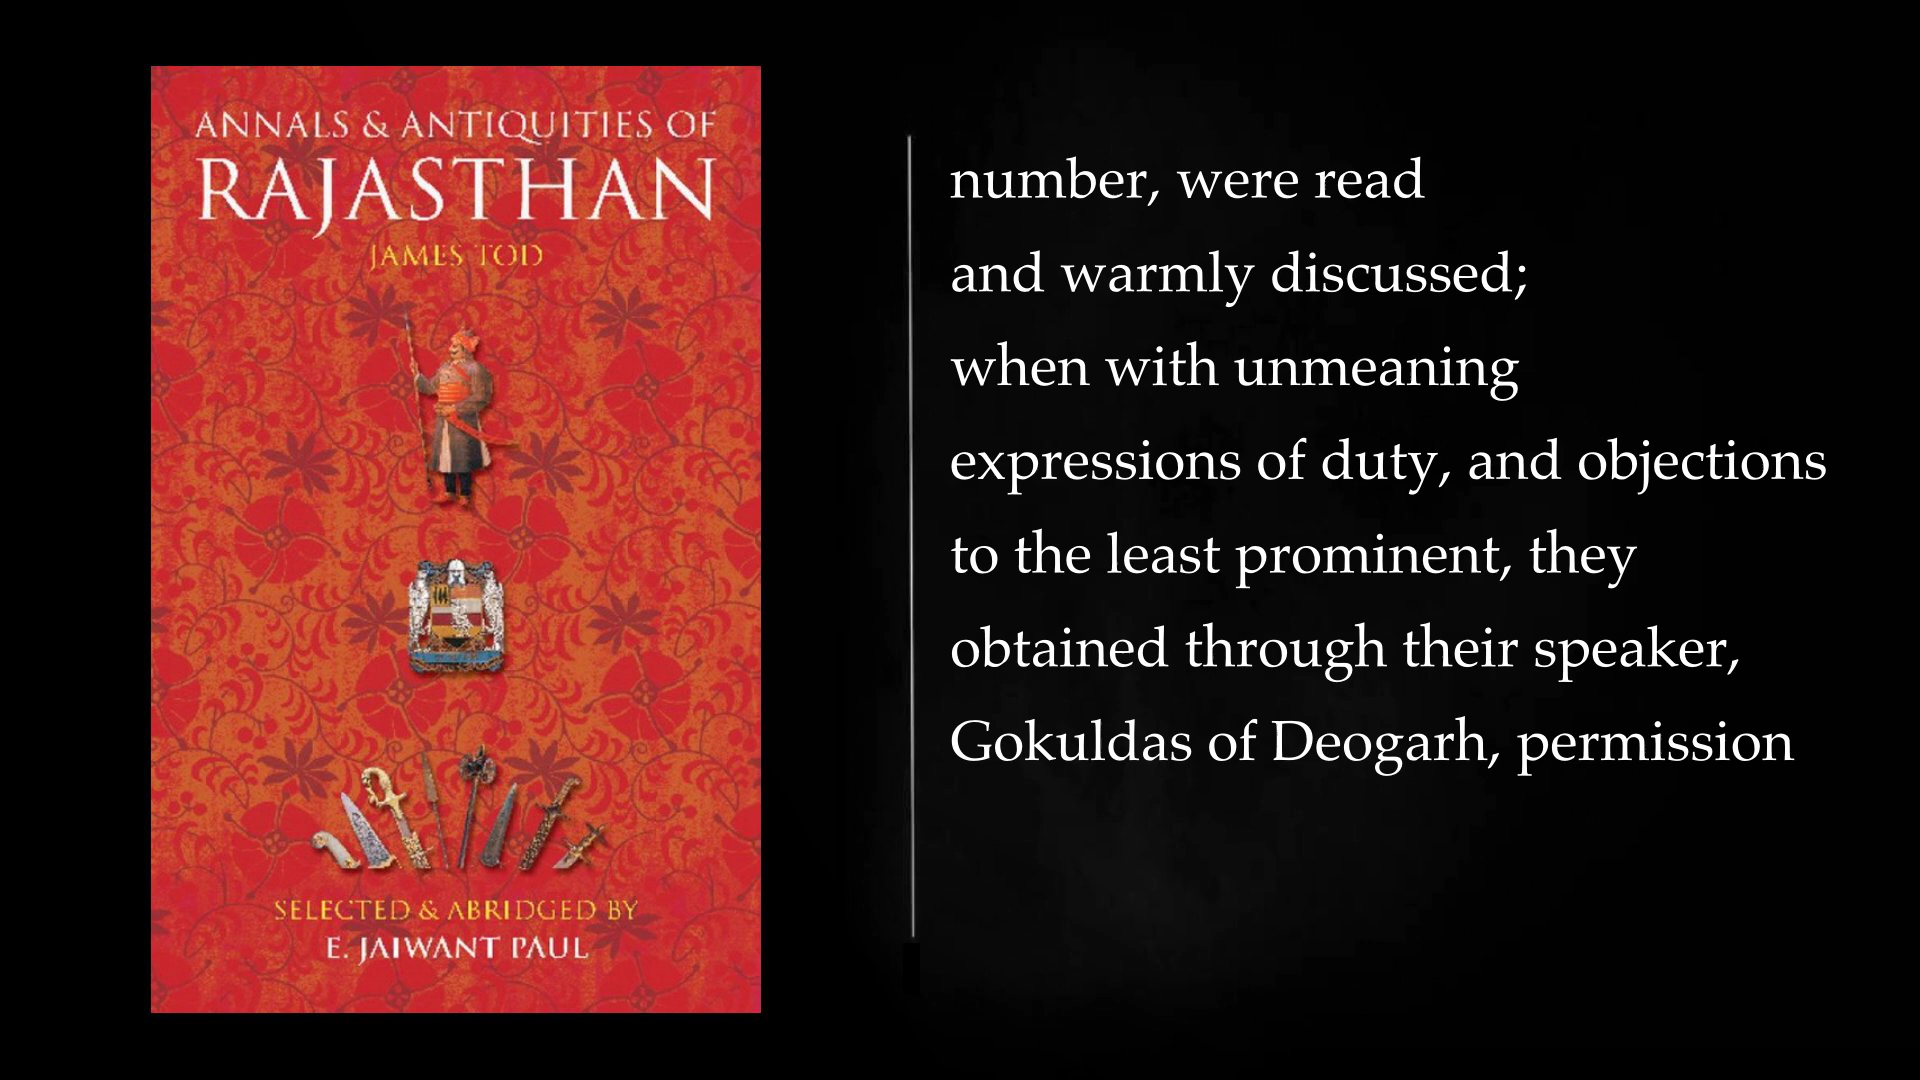 ANNALS & ANTIQUITIES OF
RAJASTHAN
JAMES TOD
SELECTED & ABRIDGED BY
E. JAIWANT PAUL
number, were read
and warmly discussed;
when with unmeaning
expressions of duty, and objections
to the least prominent, they
obtained through their speaker,
Gokuldas of Deogarh, permission